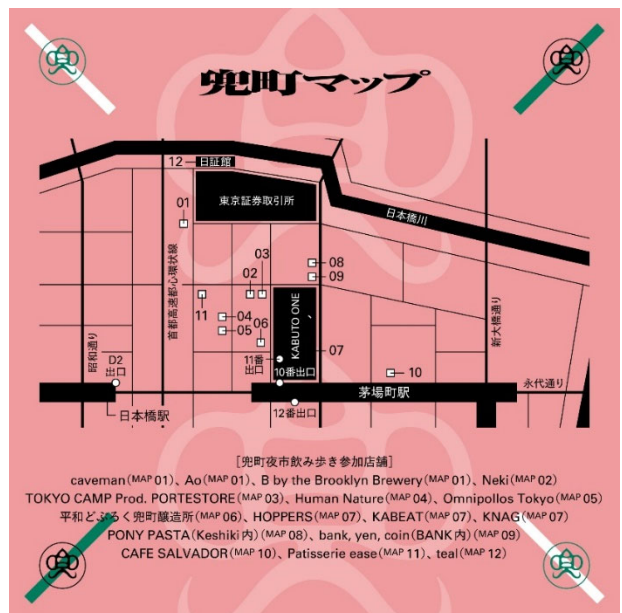 兜町マップ
12
日証館
東京証券取引所
日本橋川
01
首都高速都心環状線
03
02
08
09
新大橋通り
11
04
05
06
KABUTO ONE
昭和通り
D2
出口
11番
出口
07
10番出口
10
永代通り
茅場町駅
日本橋駅
12番出口
[兜町夜市飲み歩き参加店舗]
caveman(MAP 01)、Ao(MAP 01)、B by the Brooklyn Brewery(MAP 01)、Neki(MAP 02)
TOKYO CAMP Prod. PORTESTORE(MAP 03)、Human Nature(MAP 04)、Omnipollos Tokyo(MAP 05)
平和どぶろく兜町醸造所(MAP 06)、HOPPERS(MAP 07)、KABEAT(MAP 07)、KNAG(MAP 07)
PONY PASTA(Keshiki内)(MAP 08)、bank, yen, coin(BANK内)(MAP 09)
CAFE SALVADOR(MAP 10)、Patisserie ease(MAP 11)、teal(MAP 12)